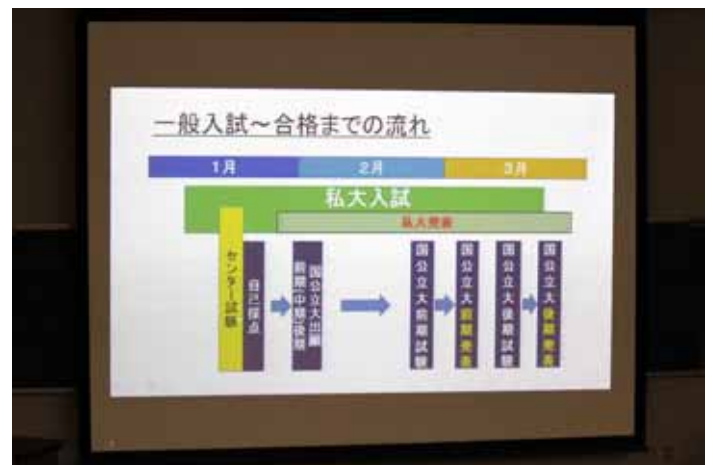 一般入試～合格までの流れ
1月
2月
3月
私大入試
私大発表
センター試験
自己採点
国公立大出願
前期(中期)後期
国公立大前期試験
国公立大前期発表
国公立大後期試験
国公立大後期発表